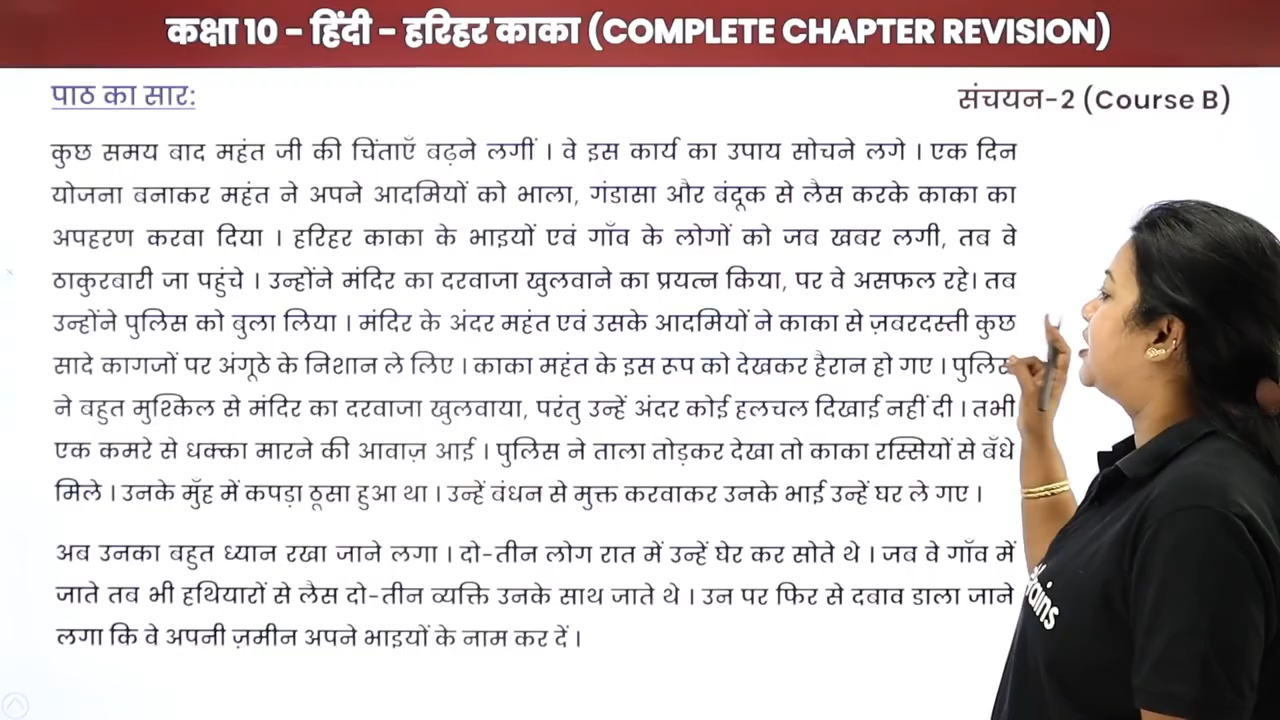 कक्षा 10 - हिंदी - हरिहर काका (COMPLETE CHAPTER REVISION)
पाठ का सार:
संचयन-2 (Course B)
कुछ समय बाद महंत जी की चिंताएँ बढ़ने लगीं । वे इस कार्य का उपाय सोचने लगे । एक दिन
योजना बनाकर महंत ने अपने आदमियों को भाला, गंडासा और बंदूक से लैस करके काका का
अपहरण करवा दिया । हरिहर काका के भाइयों एवं गाँव के लोगों को जब खबर लगी, तब वे
ठाकुरबारी जा पहुंचे । उन्होंने मंदिर का दरवाजा खुलवाने का प्रयत्न किया, पर वे असफल रहे। तब
उन्होंने पुलिस को बुला लिया । मंदिर के अंदर महंत एवं उसके आदमियों ने काका से ज़बरदस्ती कुछ
सादे कागजों पर अंगूठे के निशान ले लिए । काका महंत के इस रूप को देखकर हैरान हो गए । पुलिस
ने बहुत मुश्किल से मंदिर का दरवाजा खुलवाया, परंतु उन्हें अंदर कोई हलचल दिखाई नहीं दी । तभी
एक कमरे से धक्का मारने की आवाज़ आई । पुलिस ने ताला तोड़कर देखा तो काका रस्सियों से बँधे
मिले । उनके मुँह में कपड़ा ठूसा हुआ था । उन्हें बंधन से मुक्त करवाकर उनके भाई उन्हें घर ले गए ।
अब उनका बहुत ध्यान रखा जाने लगा । दो-तीन लोग रात में उन्हें घेर कर सोते थे । जब वे गाँव में
जाते तब भी हथियारों से लैस दो-तीन व्यक्ति उनके साथ जाते थे । उन पर फिर से दबाव डाला जाने
लगा कि वे अपनी ज़मीन अपने भाइयों के नाम कर दें ।